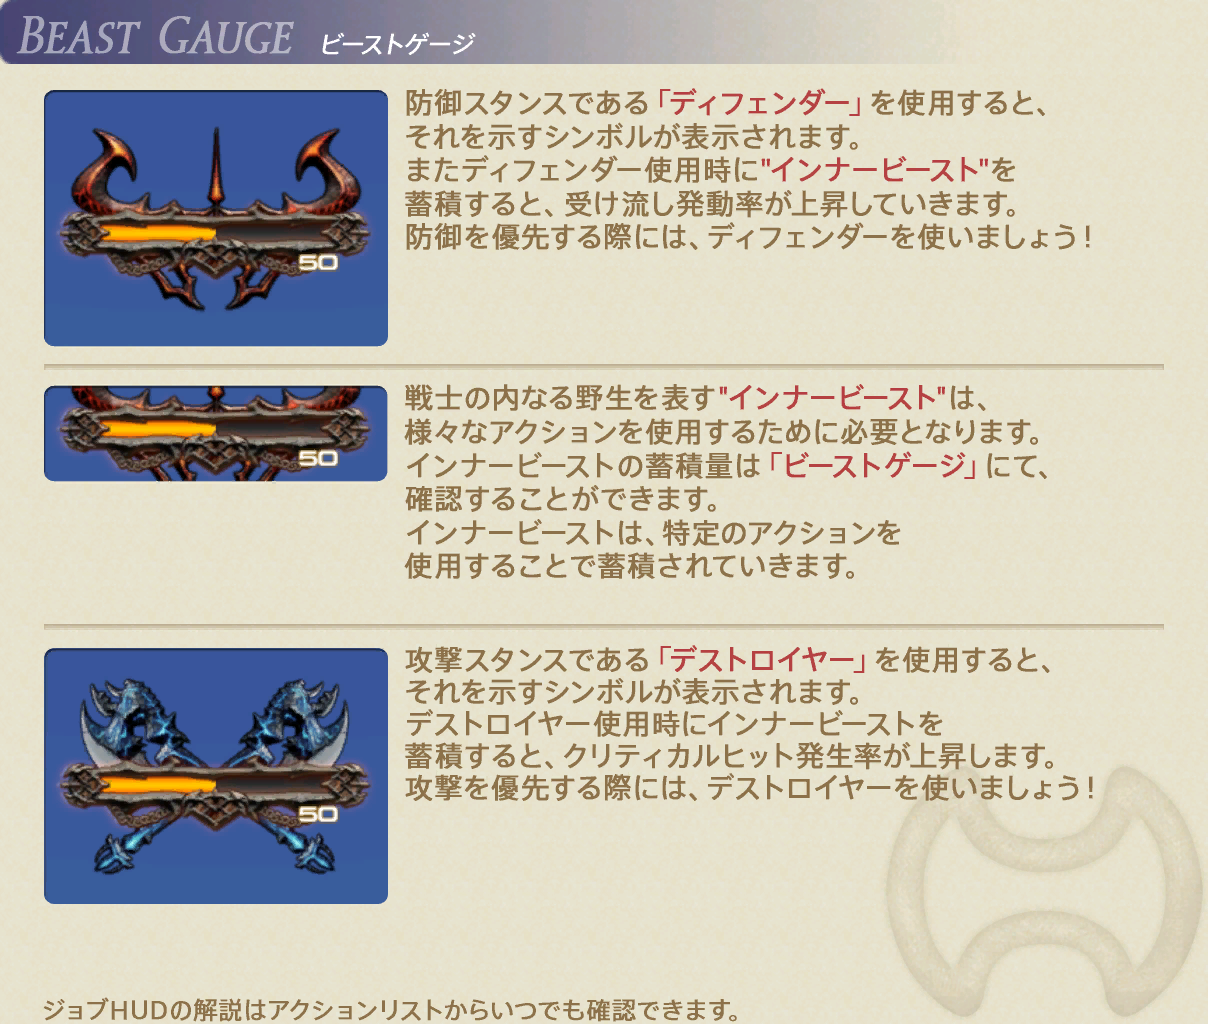 BEAST GAUGE ビーストゲージ
防御スタンスである「ディフェンダー」を使用すると、
それを示すシンボルが表示されます。
またディフェンダー使用時に"インナービースト"を
蓄積すると、受け流し発動率が上昇していきます。
防御を優先する際には、ディフェンダーを使いましょう！
50
戦士の内なる野生を表す"インナービースト"は、
様々なアクションを使用するために必要となります。
インナービーストの蓄積量は「ビーストゲージ」にて、
確認することができます。
インナービーストは、特定のアクションを
使用することで蓄積されていきます。
50
攻撃スタンスである「デストロイヤー」を使用すると、
それを示すシンボルが表示されます。
デストロイヤー使用時にインナービーストを
蓄積すると、クリティカルヒット発生率が上昇します。
攻撃を優先する際には、デストロイヤーを使いましょう！
50
ジョブHUDの解説はアクションリストからいつでも確認できます。